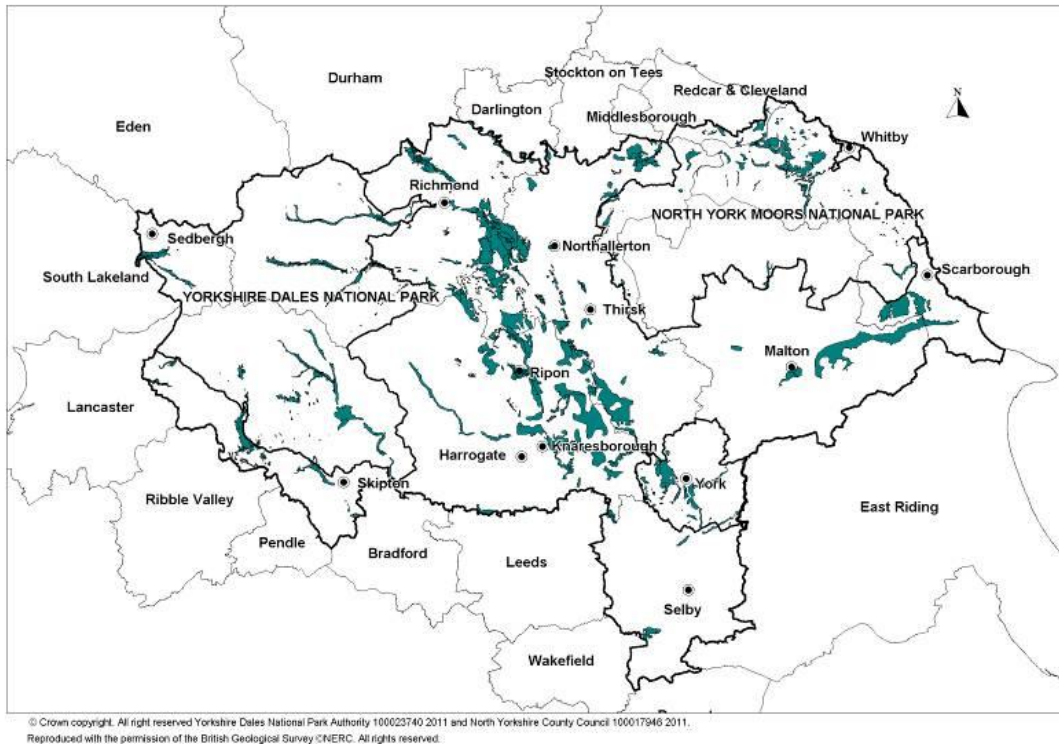 Stockton on Tees
Durham
Redcar & Cleveland
Darlington
N
Middlesborough
Eden
Whitby
Richmond
NORTH YORK MOORS NATIONAL PARK
Sedbergh
Northallerton
South Lakeland
Scarborough
YORKSHIRE DALES NATIONAL PARK
Thirsk
Malton
Ripon
Lancaster
Knaresborough
Harrogate
Skipton
York
Ribble Valley
East Riding
Pendle
Bradford
Leeds
Selby
Wakefield
© Crown copyright. All right reserved Yorkshire Dales National Park Authority 100023740 2011 and North Yorkshire County Council 100017946 2011.
Reproduced with the permission of the British Geological Survey ©NERC. All rights reserved.